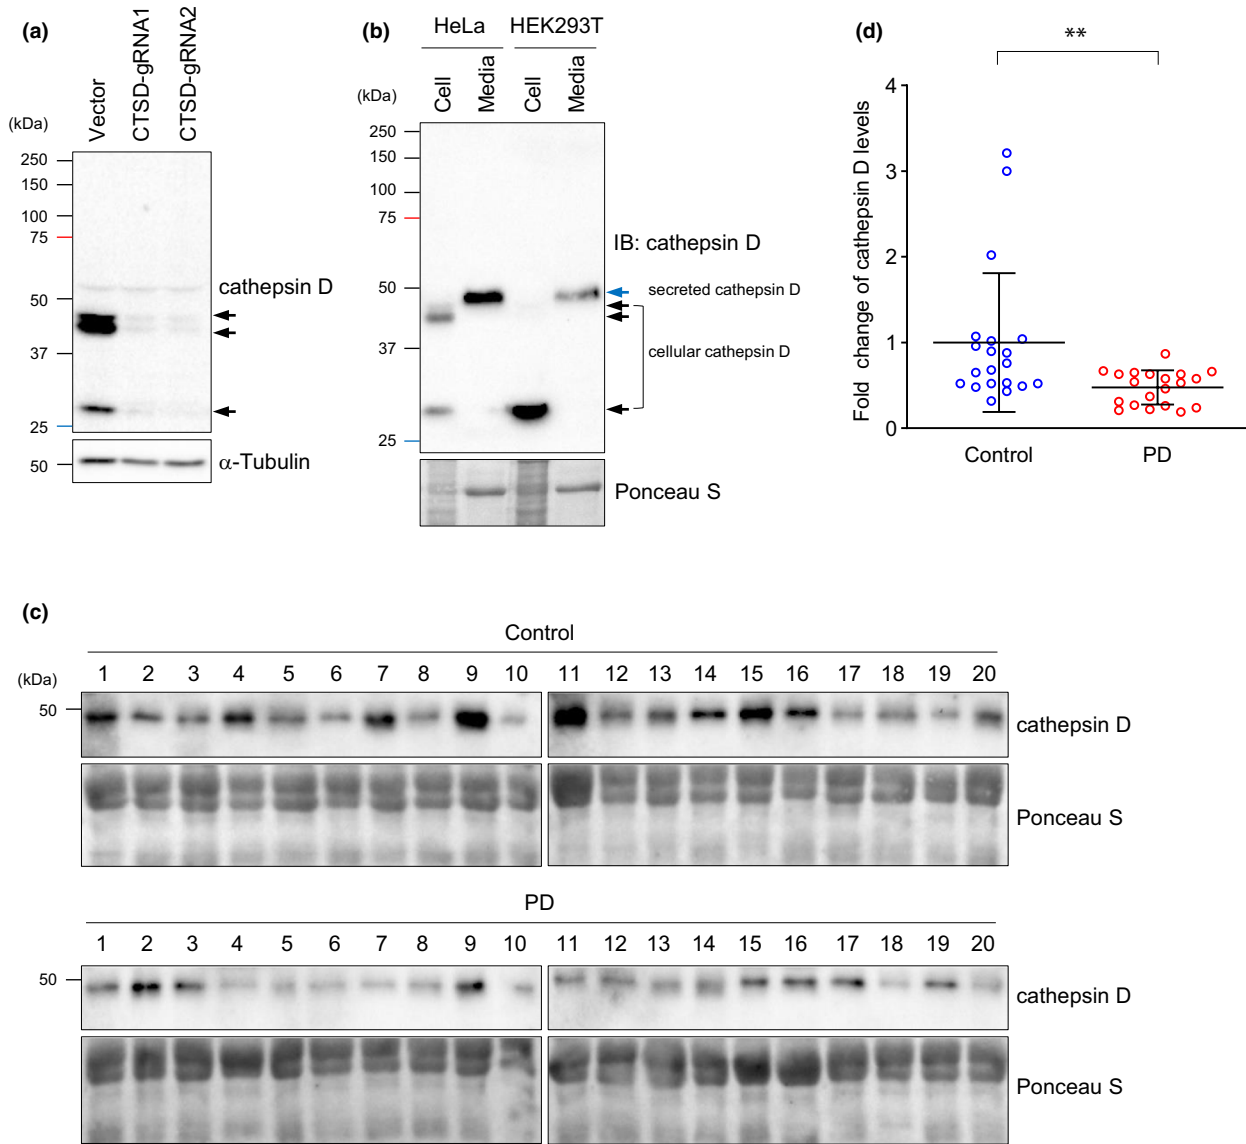 (a)
Vector
CTSD-gRNA1
CTSD-gRNA2
(kDa)
250
150
100
75
50
37
25
cathepsin D
50
α-Tubulin
(b)
HeLa HEK293T
Cell
Media
Cell
Media
(kDa)
250
150
100
75
50
37
25
IB: cathepsin D
secreted cathepsin D
cellular cathepsin D
Ponceau S
(d)
**
Fold change of cathepsin D levels
4
3
2
1
0
Control PD
(c)
Control
1 2 3 4 5 6 7 8 9 10 11 12 13 14 15 16 17 18 19 20
(kDa)
50
cathepsin D
Ponceau S
PD
1 2 3 4 5 6 7 8 9 10 11 12 13 14 15 16 17 18 19 20
50
cathepsin D
Ponceau S